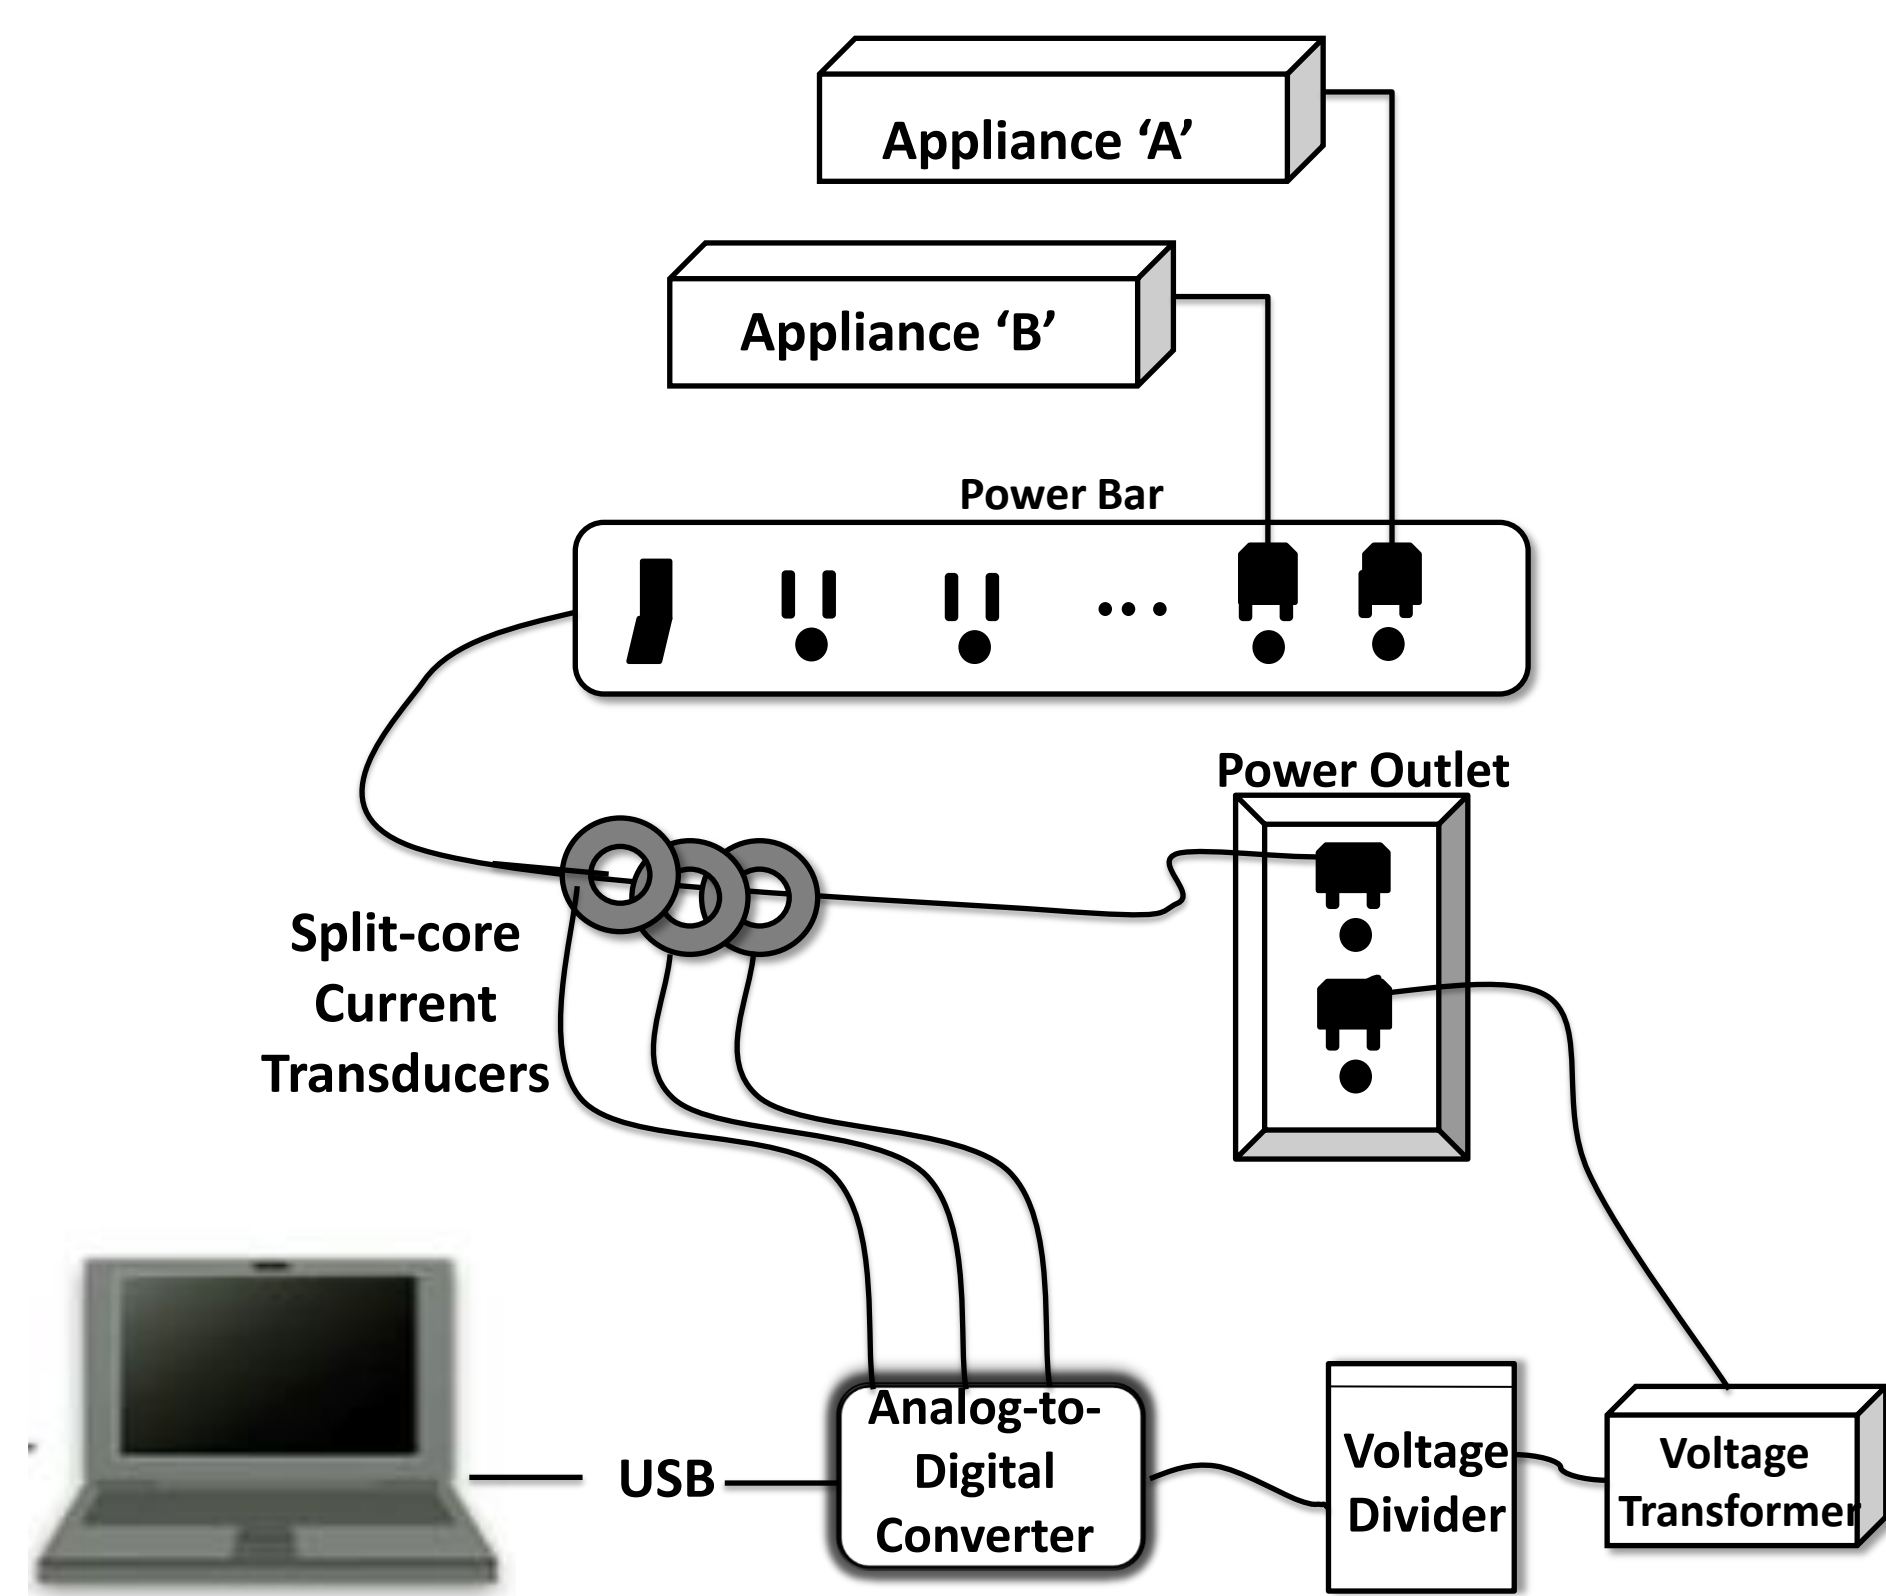 Appliance ‘A’
Appliance ‘B’
Power Bar
Power Outlet
Split-core
Current
Transducers
USB
Analog-to-
Digital
Converter
Voltage
Divider
Voltage
Transformer